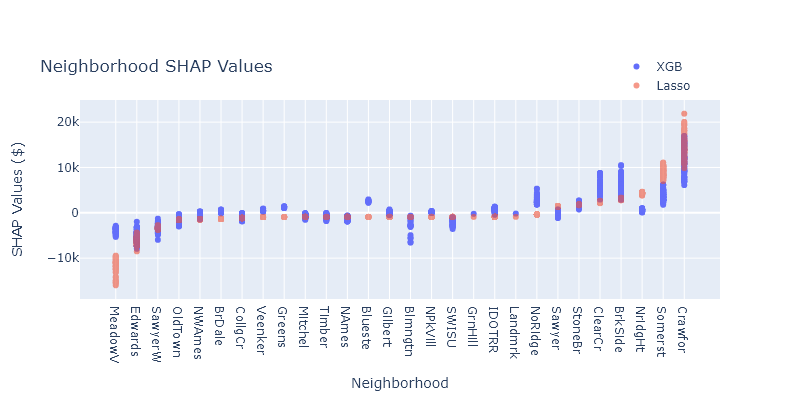 Neighborhood SHAP Values
XGB
Lasso
SHAP Values ($)
20k
10k
0
−10k
MeadowV
Edwards
SawyerW
OldTown
NWAmes
BrDale
CollgCr
Veenker
Greens
Mitchel
Timber
NAmes
Blueste
Gilbert
Blmngtn
NPkVill
SWISU
GrnHill
IDOTRR
Landmrk
NoRidge
Sawyer
StoneBr
ClearCr
BrkSide
NridgHt
Somerst
Crawfor
Neighborhood